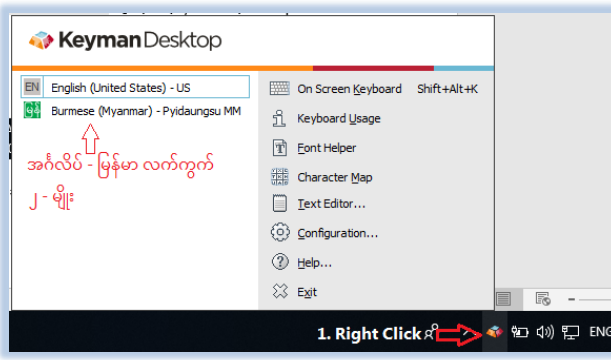 Keyman Desktop
EN English (United States) - US
Burmese (Myanmar) - Pyidaungsu MM
အင်္ဂလိပ် - မြန်မာ လက်ကွက်
၂ - မျိုး
On Screen Keyboard Shift+Alt+K
Keyboard Usage
Font Helper
Character Map
Text Editor...
Configuration...
Help...
Exit
1. Right Click
ENG